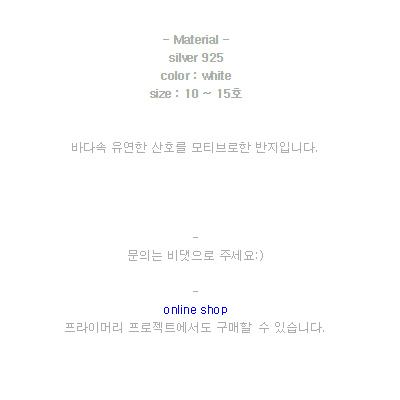 - Material -
silver 925
color : white
size : 10 ~ 15호
바다속 유연한 산호를 모티브로한 반지입니다.
-
문의는 비댓으로 주세요:)
-
online shop
프라이머리 프로젝트에서도 구매할 수 있습니다.